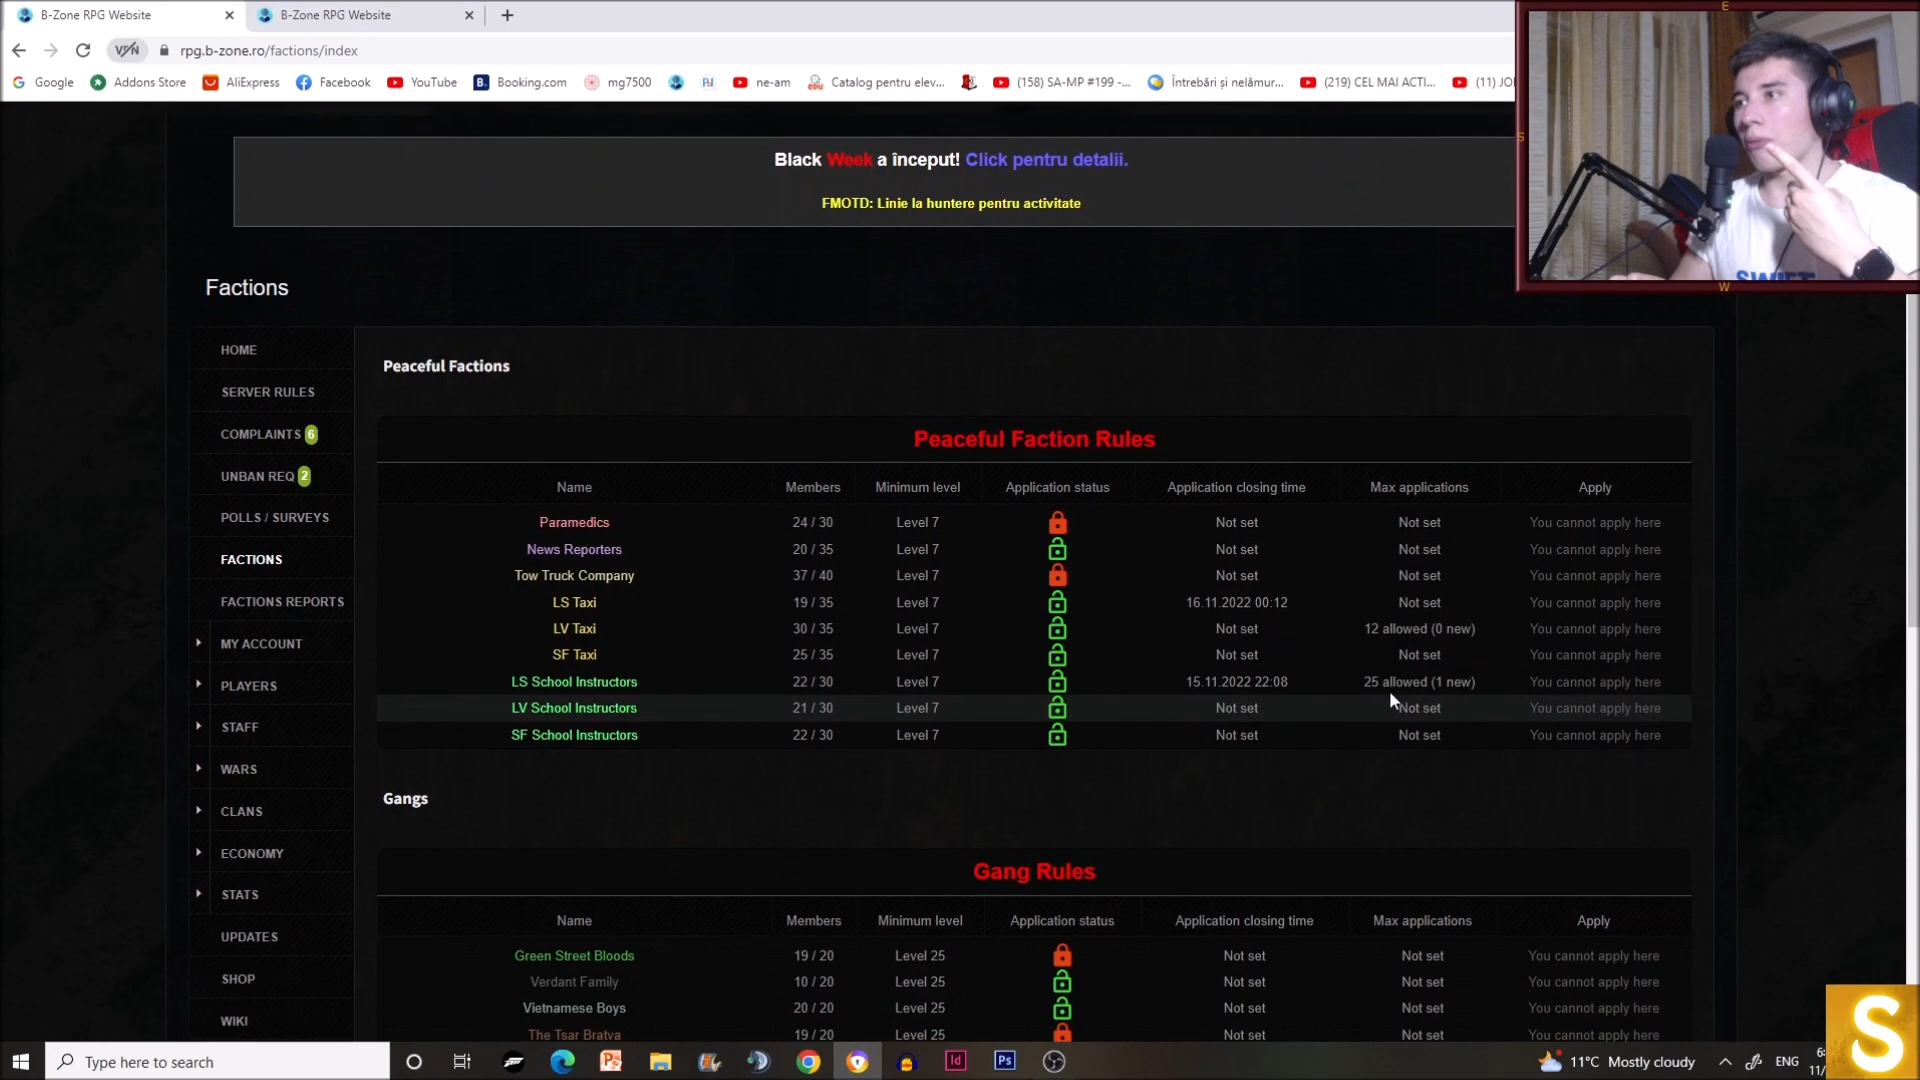 B-Zone RPG Website
B-Zone RPG Website
VPN
rpg.b-zone.ro/factions/index
Google Addons Store AliExpress Facebook YouTube Booking.com mg7500 ne-am Catalog pentru elev... (158) SA-MP #199 -... Întrebări și nelămur... (219) CEL MAI ACTI... (11) JO
Black Week a început! Click pentru detalii.
FMOTD: Linie la huntere pentru activitate
Factions
HOME
SERVER RULES
COMPLAINTS 6
UNBAN REQ 2
POLLS / SURVEYS
FACTIONS
FACTIONS REPORTS
MY ACCOUNT
PLAYERS
STAFF
WARS
CLANS
ECONOMY
STATS
UPDATES
SHOP
WIKI
Peaceful Factions
Peaceful Faction Rules
Name Members Minimum level Application status Application closing time Max applications Apply
Paramedics 24 / 30 Level 7 Not set Not set You cannot apply here
News Reporters 20 / 35 Level 7 Not set Not set You cannot apply here
Tow Truck Company 37 / 40 Level 7 Not set Not set You cannot apply here
LS Taxi 19 / 35 Level 7 16.11.2022 00:12 Not set You cannot apply here
LV Taxi 30 / 35 Level 7 Not set 12 allowed (0 new) You cannot apply here
SF Taxi 25 / 35 Level 7 Not set Not set You cannot apply here
LS School Instructors 22 / 30 Level 7 15.11.2022 22:08 25 allowed (1 new) You cannot apply here
LV School Instructors 21 / 30 Level 7 Not set Not set You cannot apply here
SF School Instructors 22 / 30 Level 7 Not set Not set You cannot apply here
Gangs
Gang Rules
Name Members Minimum level Application status Application closing time Max applications Apply
Green Street Bloods 19 / 20 Level 25 Not set Not set You cannot apply here
Verdant Family 10 / 20 Level 25 Not set Not set You cannot apply here
Vietnamese Boys 20 / 20 Level 25 Not set Not set You cannot apply here
The Tsar Bratva 19 / 20 Level 25 Not set Not set You cannot apply here
E
S
W
S
Type here to search
Id
Ps
11°C Mostly cloudy
ENG
6:
11/